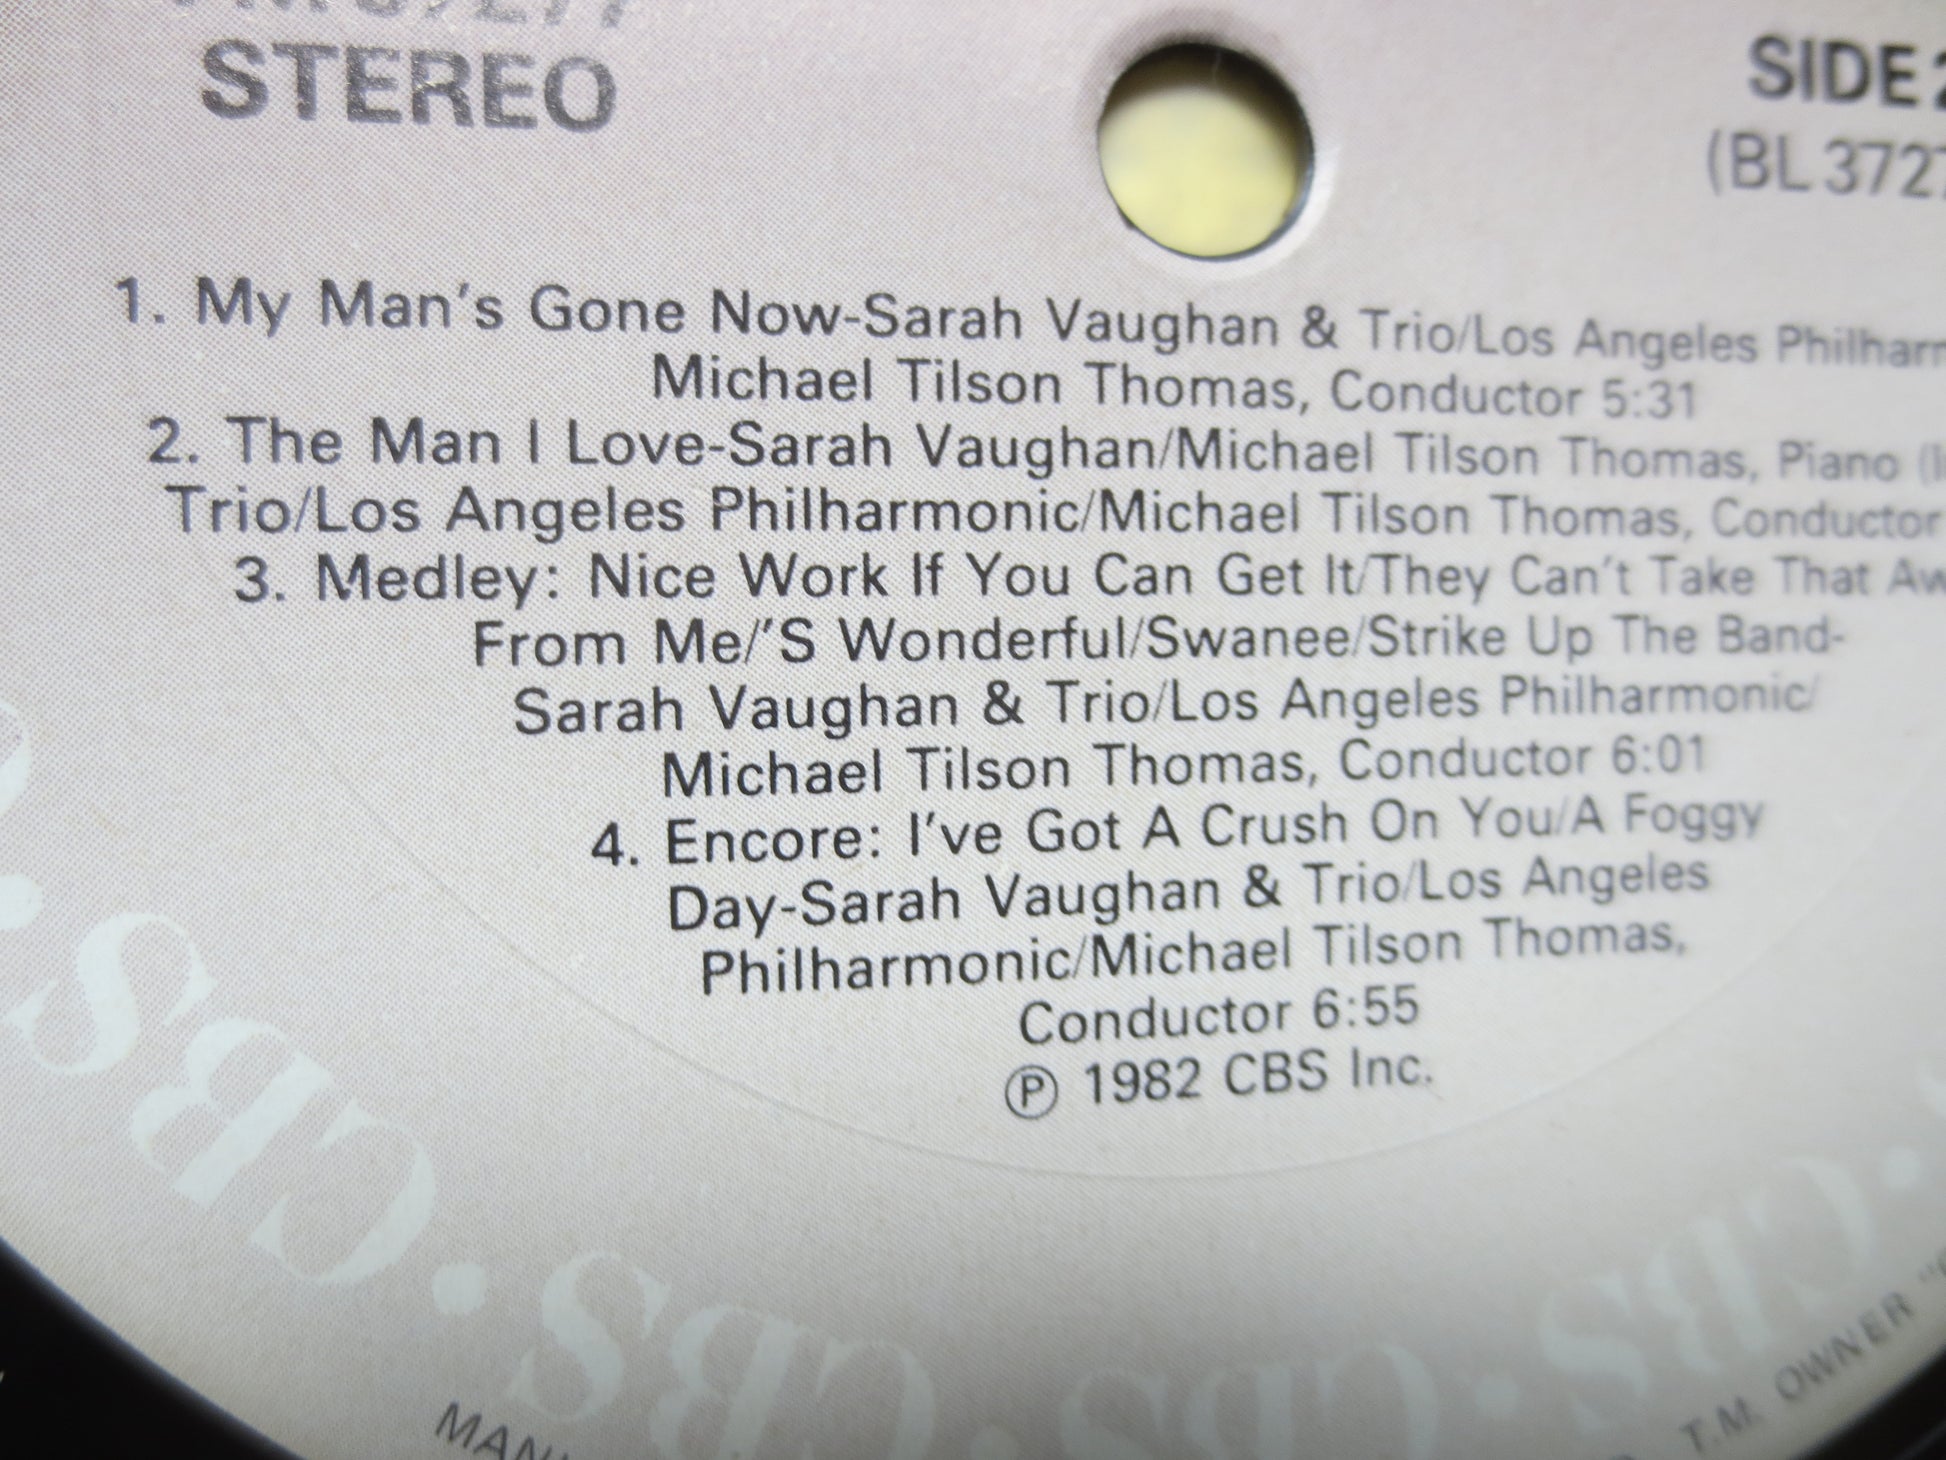 STEREO
SIDE 2
(BL 3727
1. My Man's Gone Now-Sarah Vaughan & Trio/Los Angeles Philharm
Michael Tilson Thomas, Conductor 5:31
2. The Man I Love-Sarah Vaughan/Michael Tilson Thomas, Piano
Trio/Los Angeles Philharmonic/Michael Tilson Thomas, Conductor
3. Medley: Nice Work If You Can Get It/They Can't Take That Aw
From Me/'S Wonderful/Swanee/Strike Up The Band-
Sarah Vaughan & Trio/Los Angeles Philharmonic/
Michael Tilson Thomas, Conductor 6:01
4. Encore: I've Got A Crush On You/A Foggy
Day-Sarah Vaughan & Trio/Los Angeles
Philharmonic/Michael Tilson Thomas,
Conductor 6:55
Ⓟ 1982 CBS Inc.
CBS • CBS • CBS • CBS • CBS
MAN
T.M. OWNER